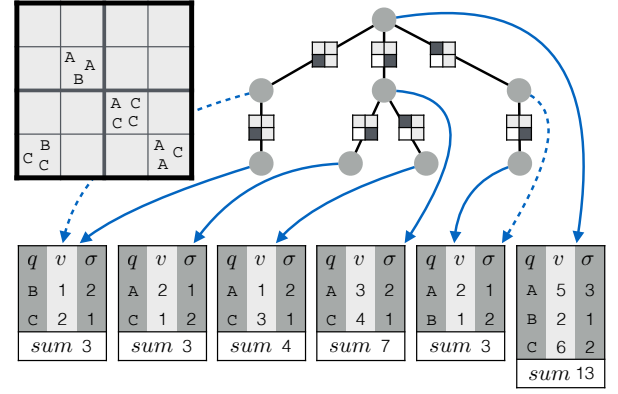 A A
B
A C
C C
B
C C
A C
A
q v σ
B 1 2
C 2 1
sum 3
q v σ
A 2 1
C 1 2
sum 3
q v σ
A 1 2
C 3 1
sum 4
q v σ
A 3 2
C 4 1
sum 7
q v σ
A 2 1
B 1 2
sum 3
q v σ
A 5 3
B 2 1
C 6 2
sum 13